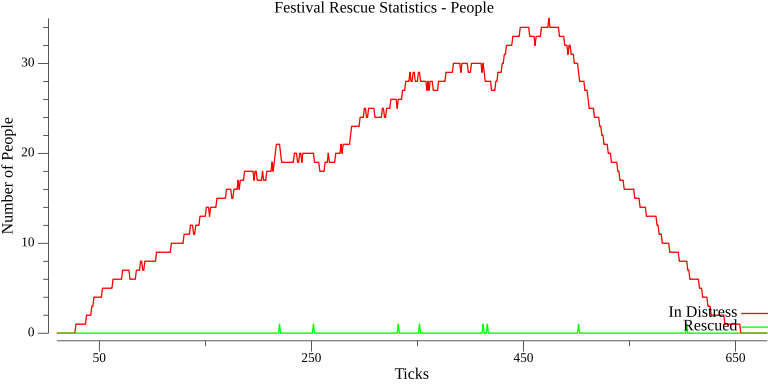 Festival Rescue Statistics - People
Number of People
30
20
10
0
In Distress
Rescued
50
250
450
650
Ticks